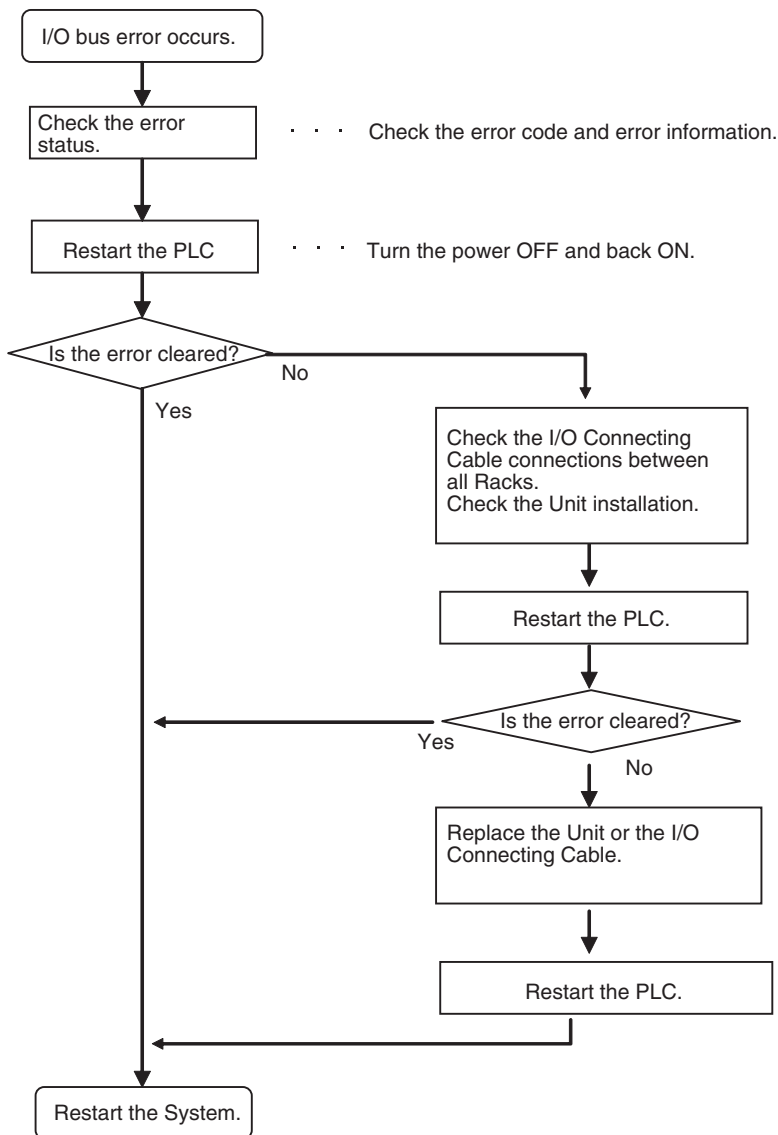 I/O bus error occurs.
Check the error
status.
· · · Check the error code and error information.
Restart the PLC
· · · Turn the power OFF and back ON.
Is the error cleared?
No
Yes
Check the I/O Connecting
Cable connections between
all Racks.
Check the Unit installation.
Restart the PLC.
Is the error cleared?
Yes
No
Replace the Unit or the I/O
Connecting Cable.
Restart the PLC.
Restart the System.